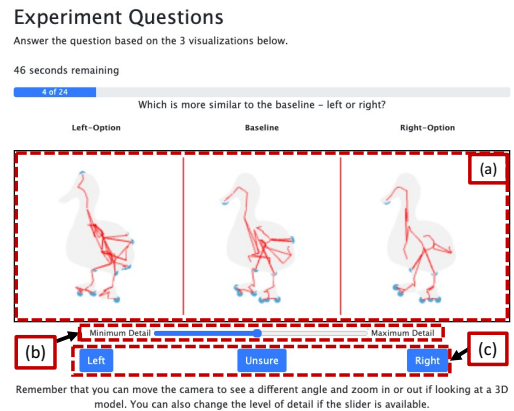 Experiment Questions
Answer the question based on the 3 visualizations below.
46 seconds remaining
4 of 24
Which is more similar to the baseline – left or right?
Left-Option Baseline Right-Option
(a)
Minimum Detail Maximum Detail
(b)
(c)
Left Unsure Right
Remember that you can move the camera to see a different angle and zoom in or out if looking at a 3D
model. You can also change the level of detail if the slider is available.